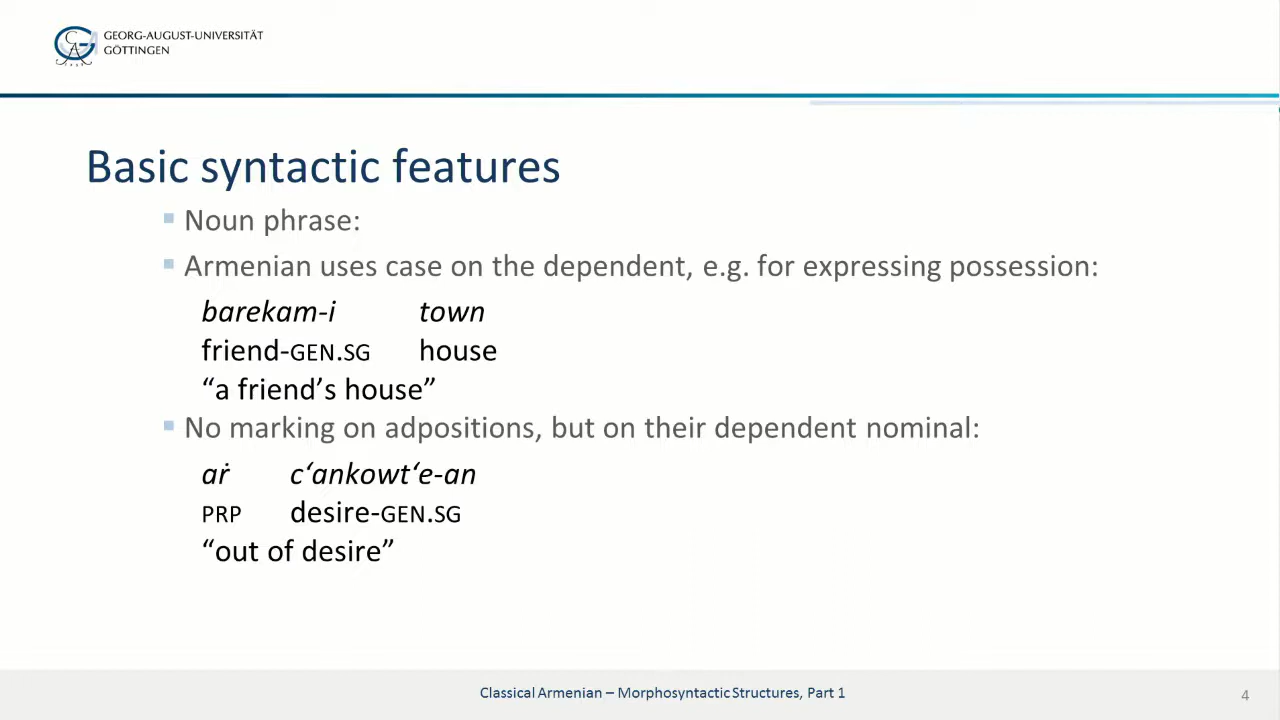 GEORG-AUGUST-UNIVERSITÄT
GÖTTINGEN
Basic syntactic features
Noun phrase:
Armenian uses case on the dependent, e.g. for expressing possession:
barekam-i town
friend-GEN.SG house
“a friend’s house”
No marking on adpositions, but on their dependent nominal:
aṙ c‘ankowt‘e-an
PRP desire-GEN.SG
“out of desire”
Classical Armenian – Morphosyntactic Structures, Part 1
4